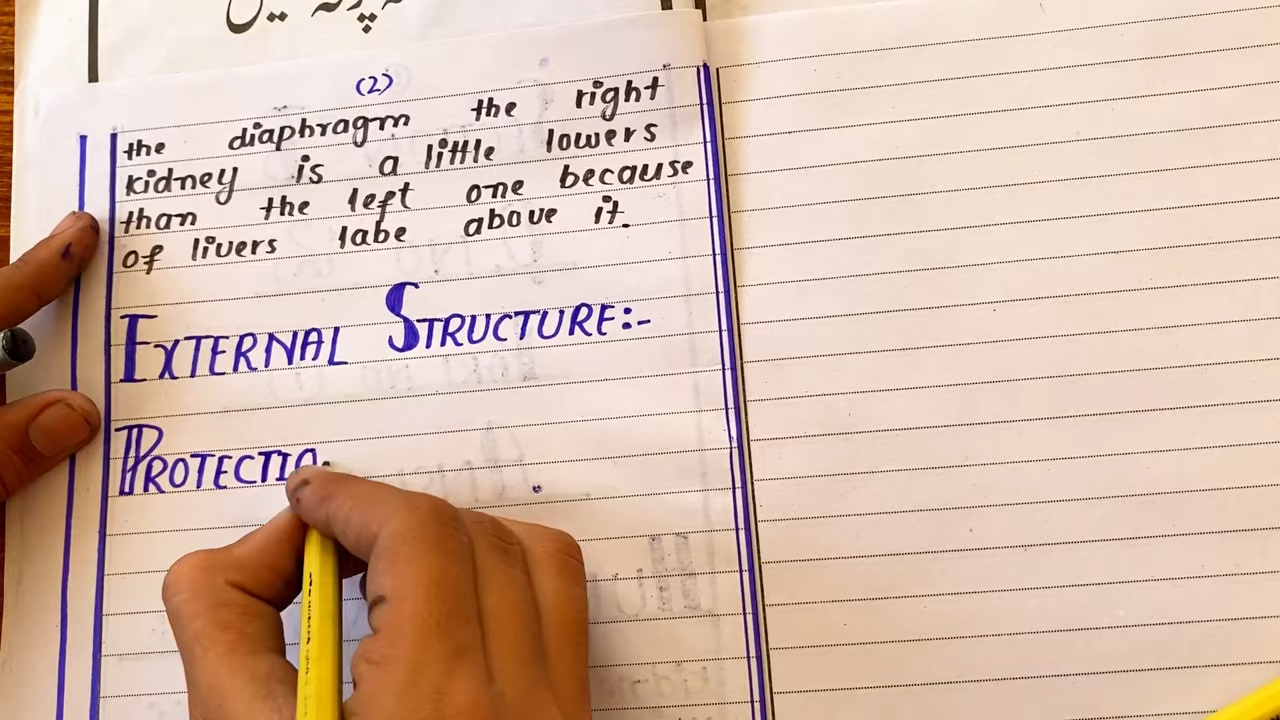 (2)
the diaphragm the right
kidney is a little lowers
than the left one because
of livers labe above it.
EXTERNAL STRUCTURE:-
PROTECTIO